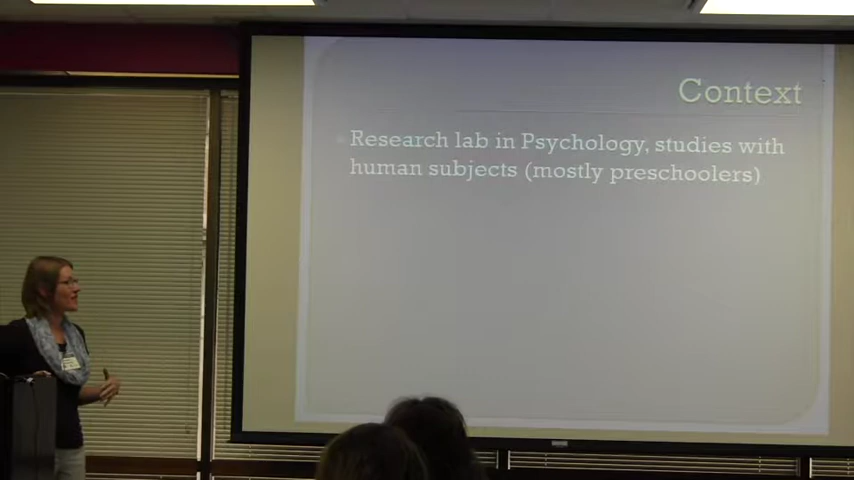 Context
Research lab in Psychology, studies with
human subjects (mostly preschoolers)